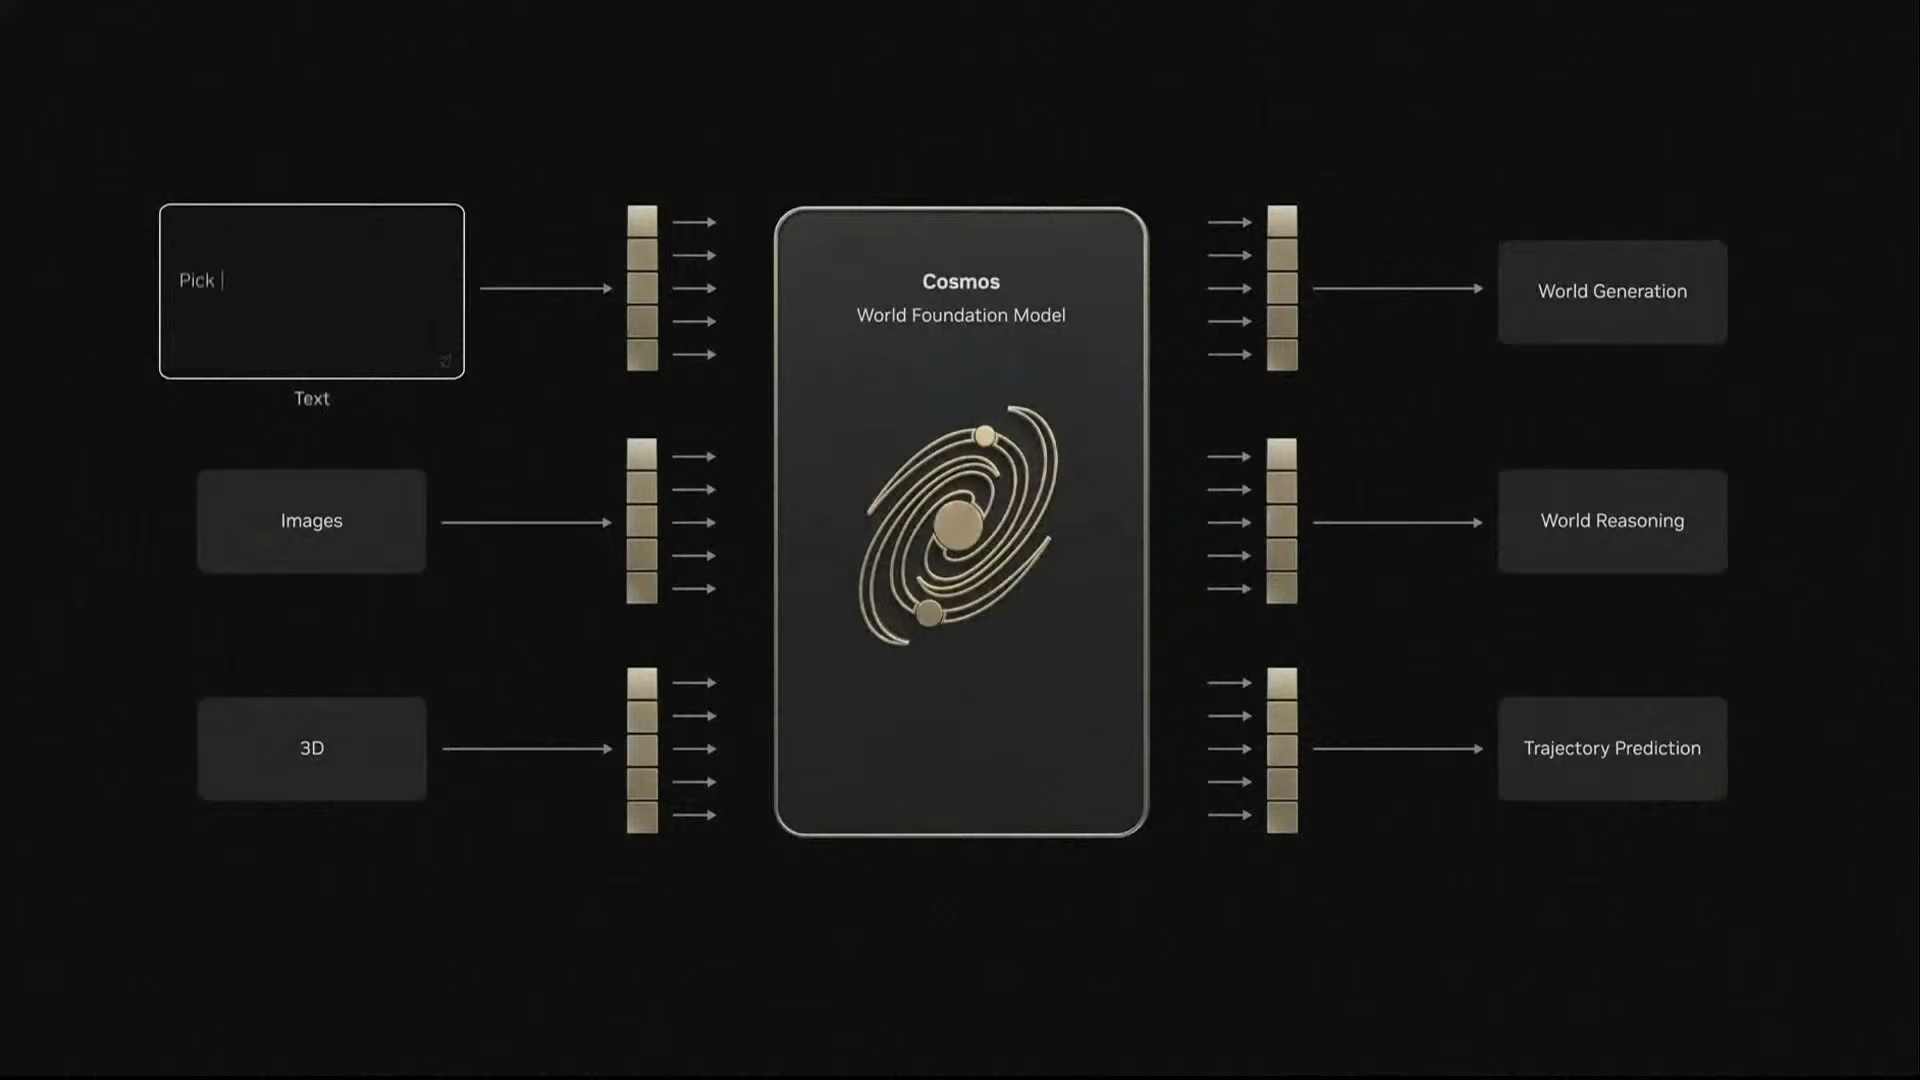 Pick
Text
Images
3D
Cosmos
World Foundation Model
World Generation
World Reasoning
Trajectory Prediction